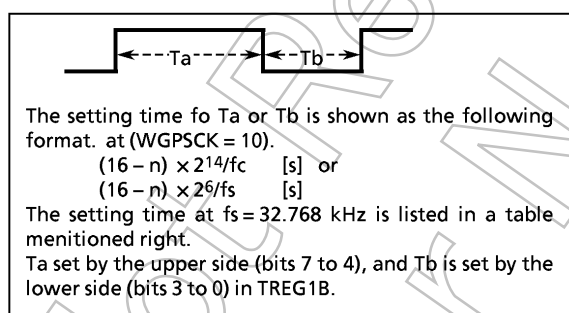 Ta Tb
The setting time fo Ta or Tb is shown as the following
format. at (WGPSCK = 10).
(16 – n) × 2¹⁴/fc [s] or
(16 – n) × 2⁶/fs [s]
The setting time at fs = 32.768 kHz is listed in a table
menitioned right.
Ta set by the upper side (bits 7 to 4), and Tb is set by the
lower side (bits 3 to 0) in TREG1B.